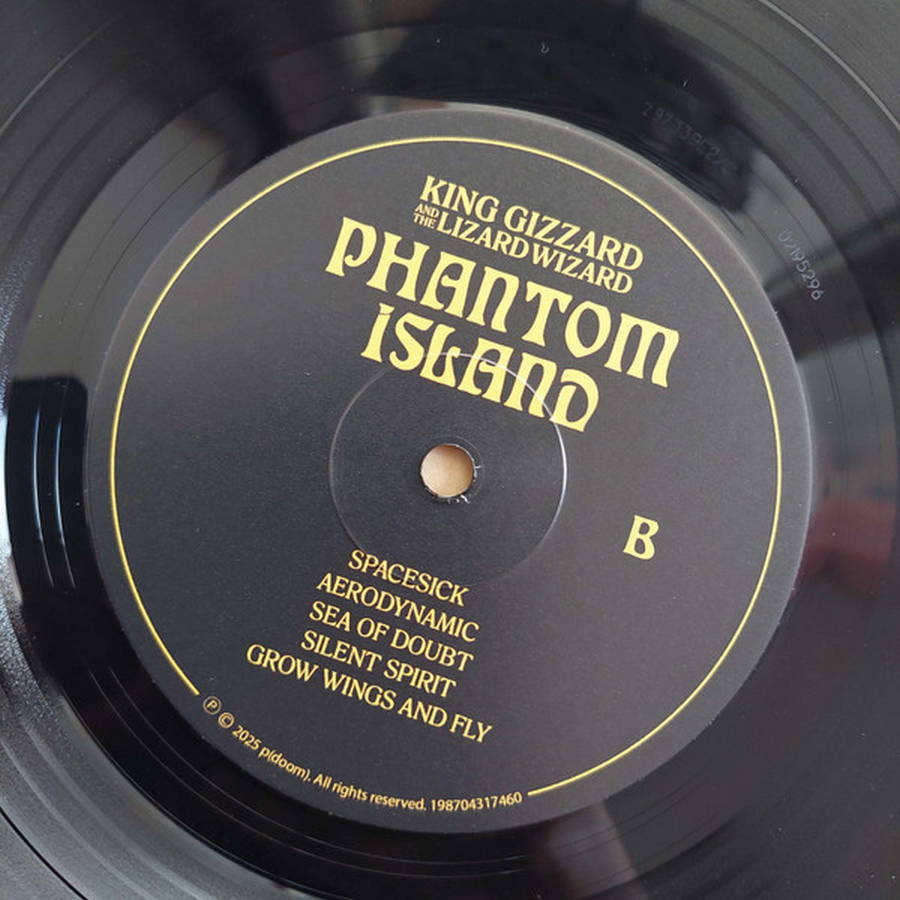 KING GIZZARD
AND THE LIZARD WIZARD
PHANTOM
ISLAND
B
SPACESICK
AERODYNAMIC
SEA OF DOUBT
SILENT SPIRIT
GROW WINGS AND FLY
Ⓟ © 2025 p(doom). All rights reserved. 198704317460